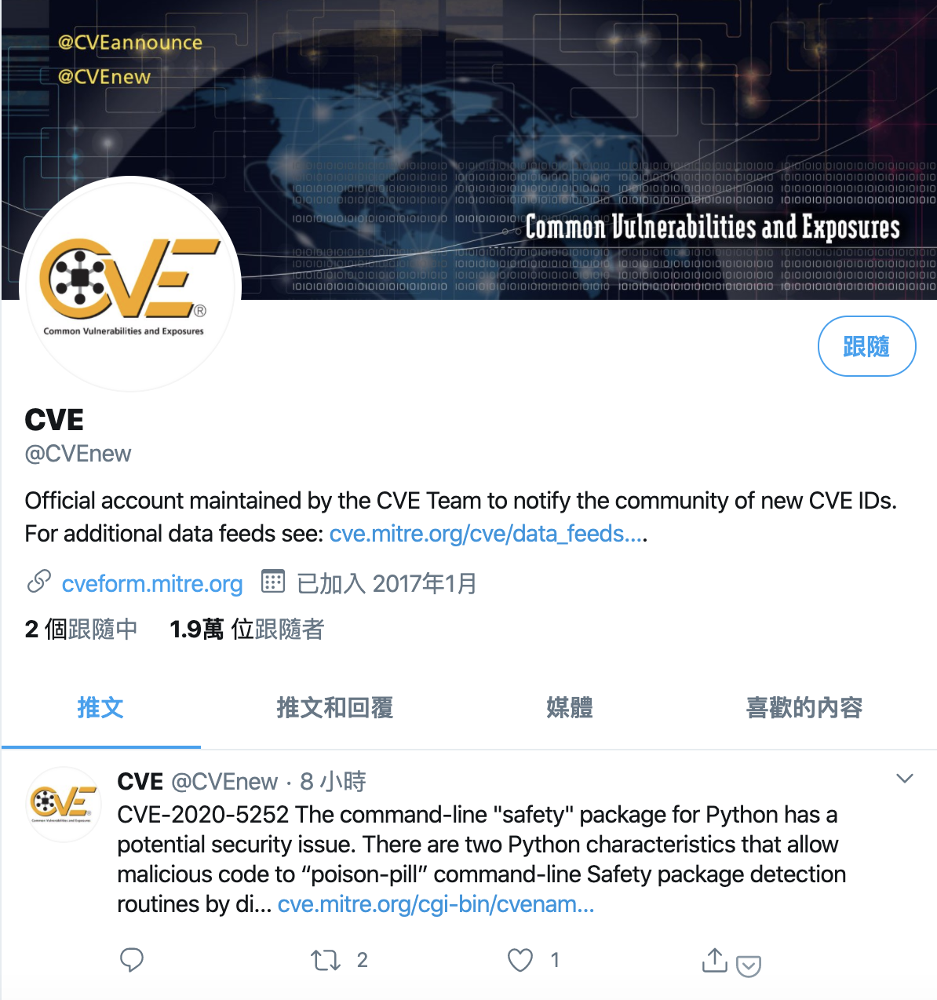 @CVEannounce
@CVEnew
Common Vulnerabilities and Exposures
CVE®
Common Vulnerabilities and Exposures
跟隨
CVE
@CVEnew
Official account maintained by the CVE Team to notify the community of new CVE IDs.
For additional data feeds see: cve.mitre.org/cve/data_feeds….
cveform.mitre.org 已加入 2017年1月
2 個跟隨中 1.9萬 位跟隨者
推文 推文和回覆 媒體 喜歡的內容
CVE @CVEnew · 8 小時
CVE
Common Vulnerabilities and Exposures
CVE-2020-5252 The command-line "safety" package for Python has a
potential security issue. There are two Python characteristics that allow
malicious code to “poison-pill” command-line Safety package detection
routines by di... cve.mitre.org/cgi-bin/cvenam…
2 1